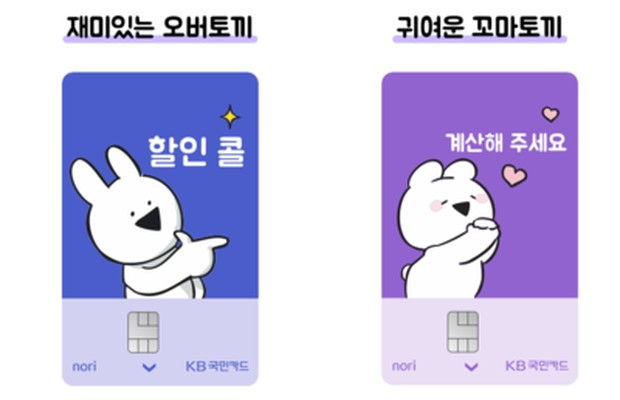 재미있는 오버토끼
귀여운 꼬마토끼
할인 콜
계산해 주세요
nori
KB국민카드
nori
KB국민카드